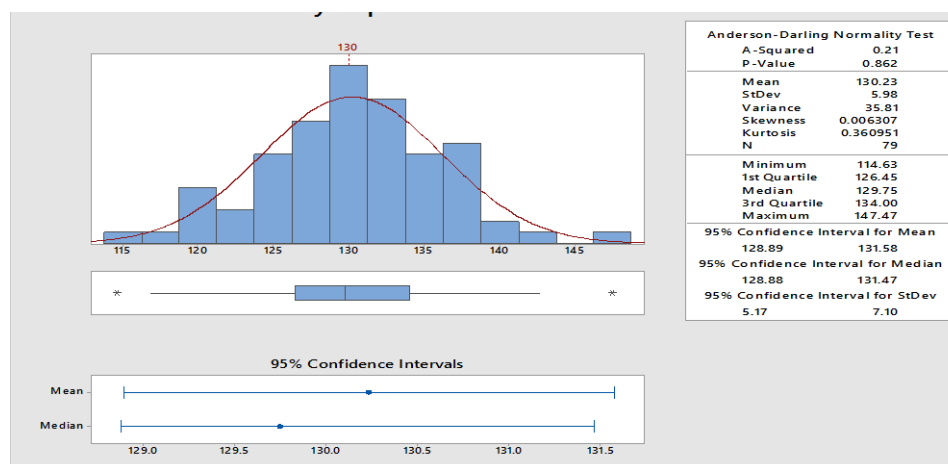 130
115 120 125 130 135 140 145
95% Confidence Intervals
Mean
Median
129.0 129.5 130.0 130.5 131.0 131.5
Anderson-Darling Normality Test
A-Squared 0.21
P-Value 0.862
Mean 130.23
StDev 5.98
Variance 35.81
Skewness 0.006307
Kurtosis 0.360951
N 79
Minimum 114.63
1st Quartile 126.45
Median 129.75
3rd Quartile 134.00
Maximum 147.47
95% Confidence Interval for Mean
128.89 131.58
95% Confidence Interval for Median
128.88 131.47
95% Confidence Interval for StDev
5.17 7.10